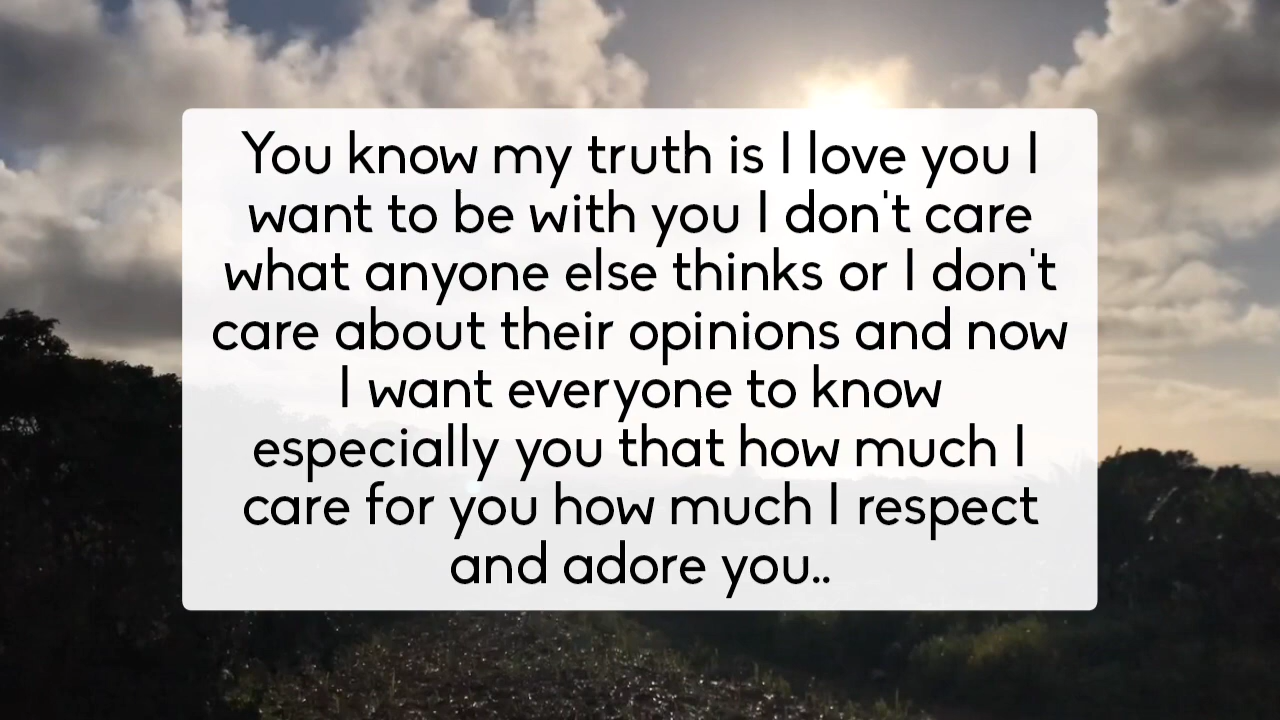 You know my truth is I love you I
want to be with you I don't care
what anyone else thinks or I don't
care about their opinions and now
I want everyone to know
especially you that how much I
care for you how much I respect
and adore you..